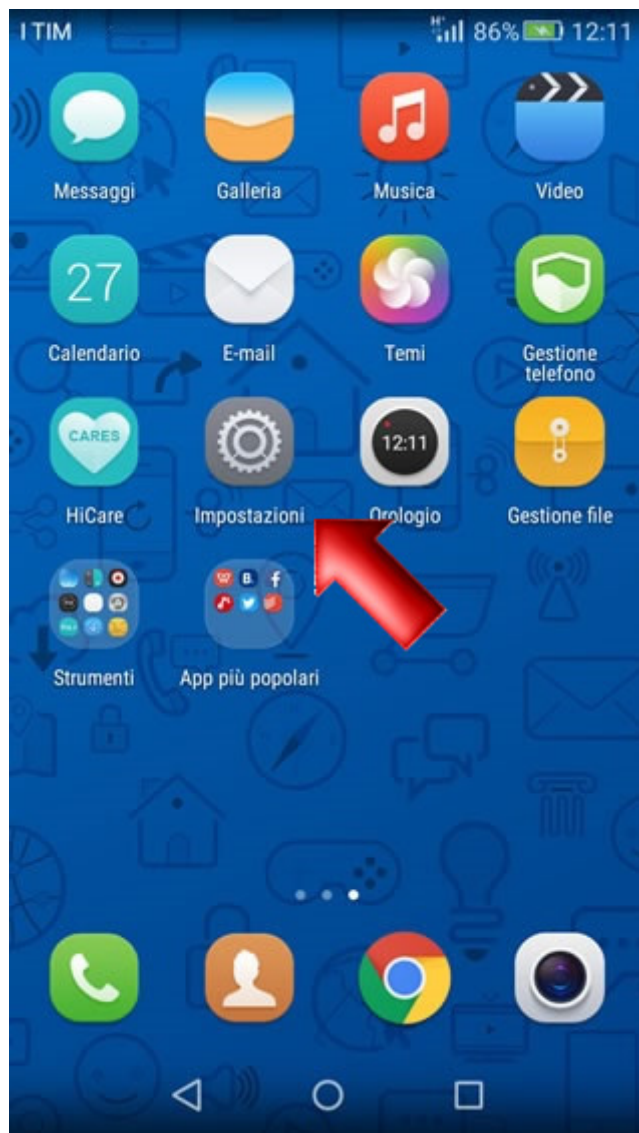 I TIM H+ 86% 12:11
Messaggi Galleria Musica Video
27
Calendario E-mail Temi Gestione
telefono
CARES 12:11
HiCare Impostazioni Orologio Gestione file
B. f
Strumenti App più popolari